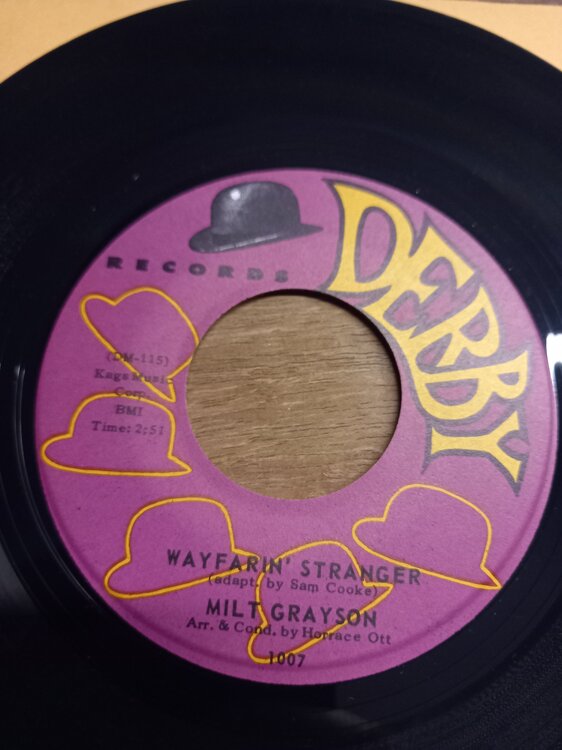 DERBY
RECORDS
(DM-115)
Kags Music
Corp.
BMI
Time: 2:51
WAYFARIN' STRANGER
(adapt. by Sam Cooke)
MILT GRAYSON
Arr. & Cond. by Horrace Ott
1007